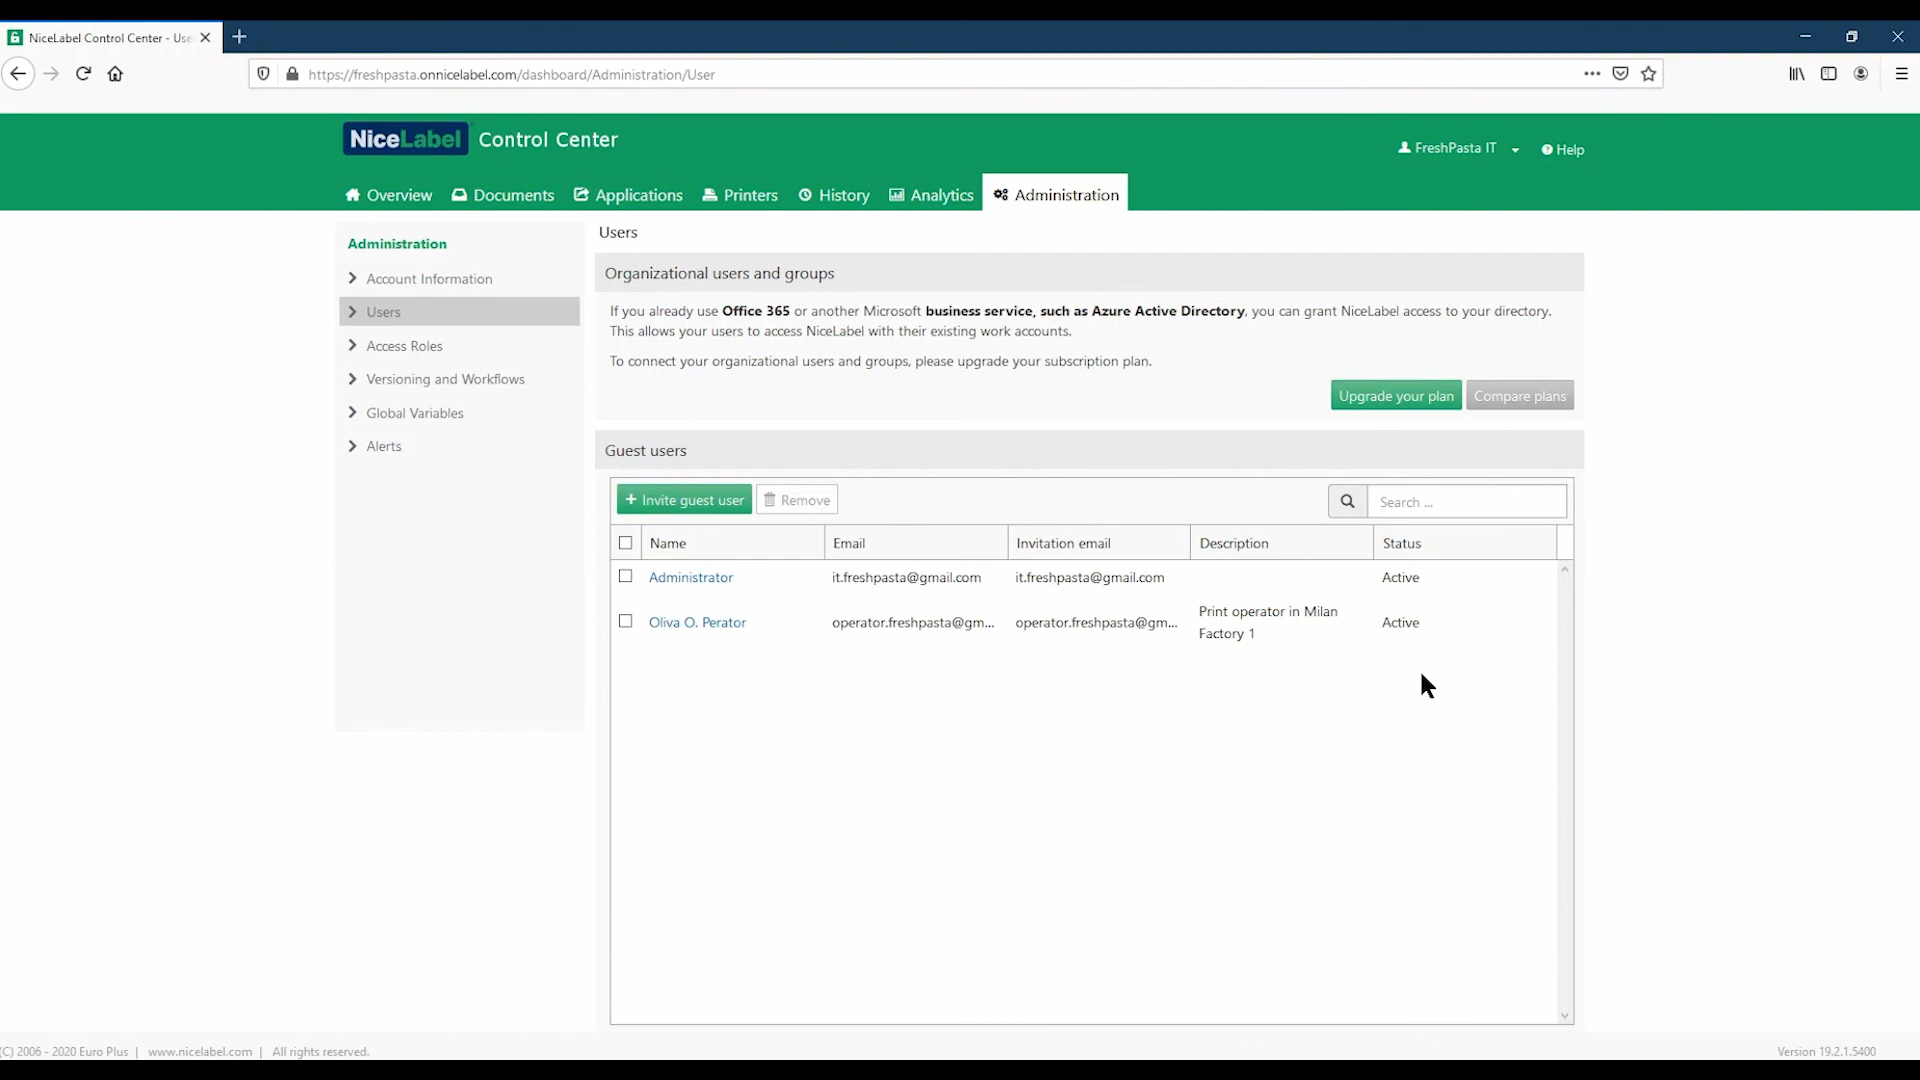 NiceLabel Control Center - Use
https://freshpasta.onnicelabel.com/dashboard/Administration/User
NiceLabel Control Center
FreshPasta IT
Help
Overview
Documents
Applications
Printers
History
Analytics
Administration
Administration
Account Information
Users
Access Roles
Versioning and Workflows
Global Variables
Alerts
Users
Organizational users and groups
If you already use Office 365 or another Microsoft business service, such as Azure Active Directory, you can grant NiceLabel access to your directory.
This allows your users to access NiceLabel with their existing work accounts.
To connect your organizational users and groups, please upgrade your subscription plan.
Upgrade your plan
Compare plans
Guest users
+ Invite guest user
Remove
Search ...
Name Email Invitation email Description Status
Administrator it.freshpasta@gmail.com it.freshpasta@gmail.com Active
Oliva O. Perator operator.freshpasta@gm... operator.freshpasta@gm... Print operator in Milan Active
Factory 1
(C) 2006 - 2020 Euro Plus | www.nicelabel.com | All rights reserved.
Version 19.2.1.5400